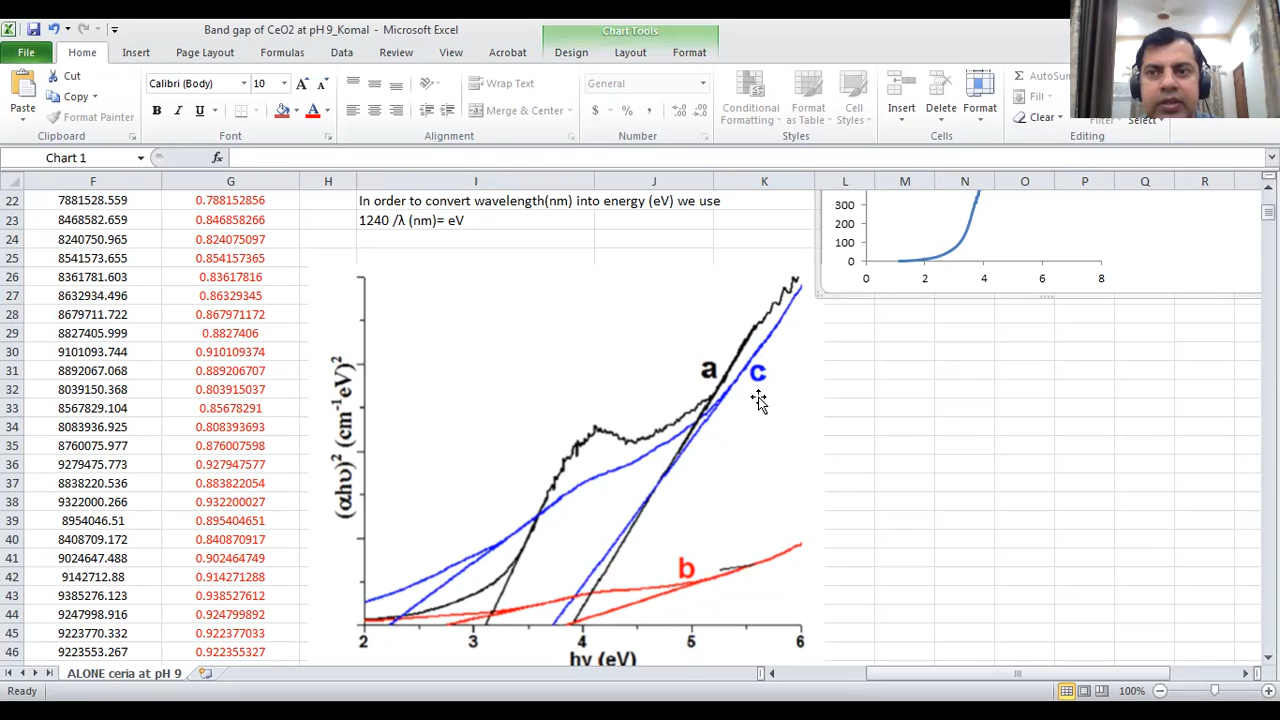 Band gap of CeO2 at pH 9_Komal - Microsoft Excel
Chart Tools
File Home Insert Page Layout Formulas Data Review View Acrobat Design Layout Format
Paste
Cut
Copy
Format Painter
Clipboard
Calibri (Body) 10
B I U
Font
Wrap Text
Merge & Center
Alignment
General
$ % ,
Number
Conditional Formatting
Format as Table
Cell Styles
Styles
Insert Delete Format
Cells
AutoSum
Fill
Clear
Select
Editing
Chart 1 fx
F G H I J K L M N O P Q R
22 7881528.559 0.788152856 In order to convert wavelength(nm) into energy (eV) we use
23 8468582.659 0.846858266 1240 /λ (nm)= eV
24 8240750.965 0.824075097
25 8541573.655 0.854157365
26 8361781.603 0.83617816
27 8632934.496 0.86329345
28 8679711.722 0.867971172
29 8827405.999 0.8827406
30 9101093.744 0.910109374
31 8892067.068 0.889206707
32 8039150.368 0.803915037
33 8567829.104 0.85678291
34 8083936.925 0.808393693
35 8760075.977 0.876007598
36 9279475.773 0.927947577
37 8838220.536 0.883822054
38 9322000.266 0.932200027
39 8954046.51 0.895404651
40 8408709.172 0.840870917
41 9024647.488 0.902464749
42 9142712.88 0.914271288
43 9385276.123 0.938527612
44 9247998.916 0.924799892
45 9223770.332 0.922377033
46 9223553.267 0.922355327
300
200
100
0
0 2 4 6 8
(αhυ)² (cm⁻¹eV)²
a
c
b
2 3 4 5 6
hν (eV)
ALONE ceria at pH 9
Ready 100%